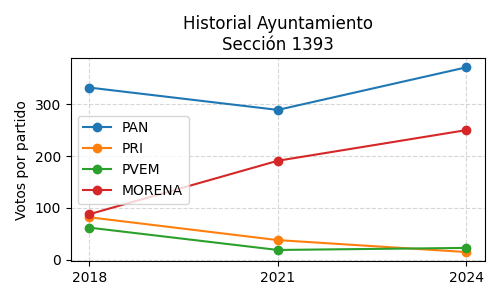 Historial Ayuntamiento
Sección 1393
Votos por partido
300
200
100
0
PAN
PRI
PVEM
MORENA
2018
2021
2024